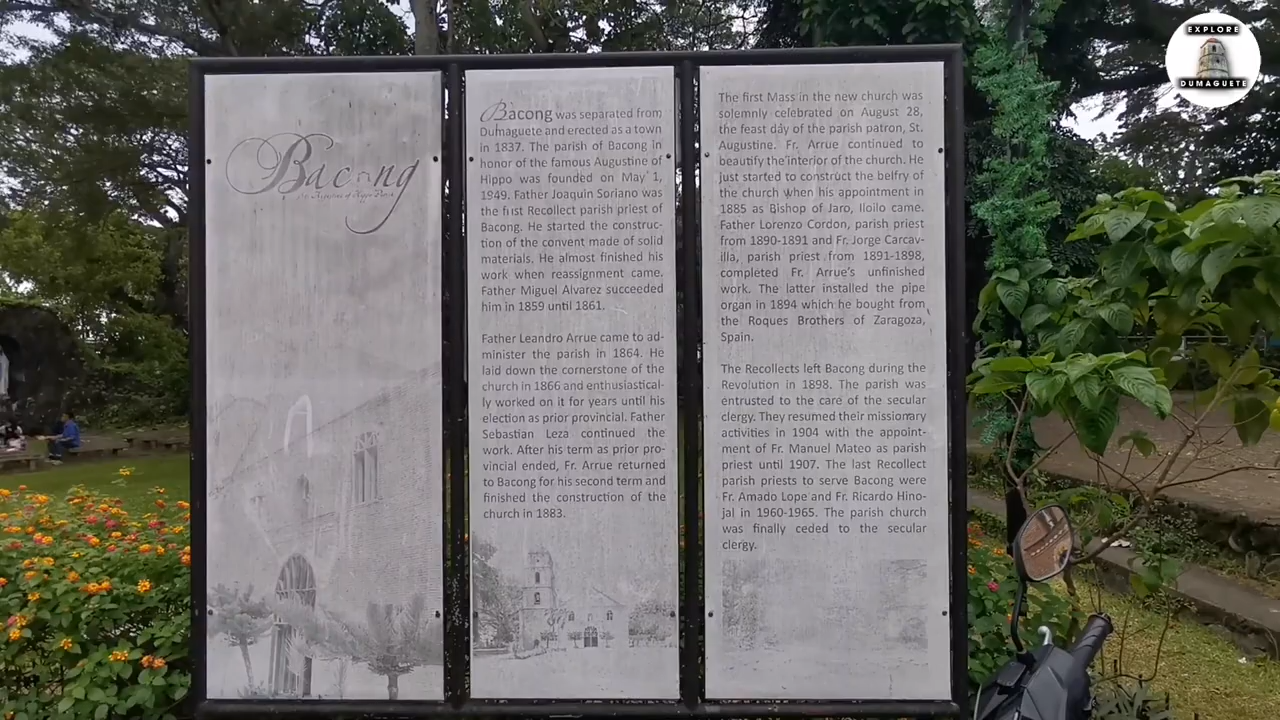 Bacong
St. Augustine of Hippo Parish
Bacong was separated from
Dumaguete and erected as a town
in 1837. The parish of Bacong in
honor of the famous Augustine of
Hippo was founded on May 1,
1949. Father Joaquin Soriano was
the first Recollect parish priest of
Bacong. He started the construc-
tion of the convent made of solid
materials. He almost finished his
work when reassignment came.
Father Miguel Alvarez succeeded
him in 1859 until 1861.
Father Leandro Arrue came to ad-
minister the parish in 1864. He
laid down the cornerstone of the
church in 1866 and enthusiastical-
ly worked on it for years until his
election as prior provincial. Father
Sebastian Leza continued the
work. After his term as prior pro-
vincial ended, Fr. Arrue returned
to Bacong for his second term and
finished the construction of the
church in 1883.
The first Mass in the new church was
solemnly celebrated on August 28,
the feast day of the parish patron, St.
Augustine. Fr. Arrue continued to
beautify the interior of the church. He
just started to construct the belfry of
the church when his appointment in
1885 as Bishop of Jaro, Iloilo came.
Father Lorenzo Cordon, parish priest
from 1890-1891 and Fr. Jorge Carcav-
illa, parish priest from 1891-1898,
completed Fr. Arrue's unfinished
work. The latter installed the pipe
organ in 1894 which he bought from
the Roques Brothers of Zaragoza,
Spain.
The Recollects left Bacong during the
Revolution in 1898. The parish was
entrusted to the care of the secular
clergy. They resumed their missionary
activities in 1904 with the appoint-
ment of Fr. Manuel Mateo as parish
priest until 1907. The last Recollect
parish priests to serve Bacong were
Fr. Amado Lope and Fr. Ricardo Hino-
jal in 1960-1965. The parish church
was finally ceded to the secular
clergy.
EXPLORE
DUMAGUETE